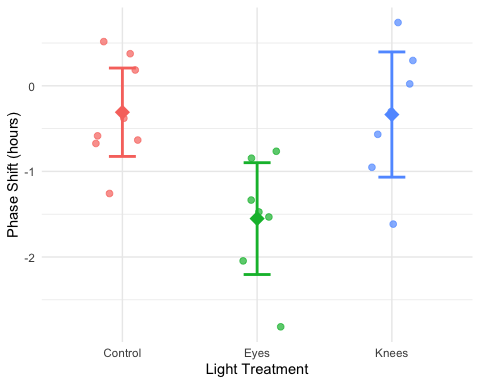 0
-1
-2
Phase Shift (hours)
Control Eyes Knees
Light Treatment